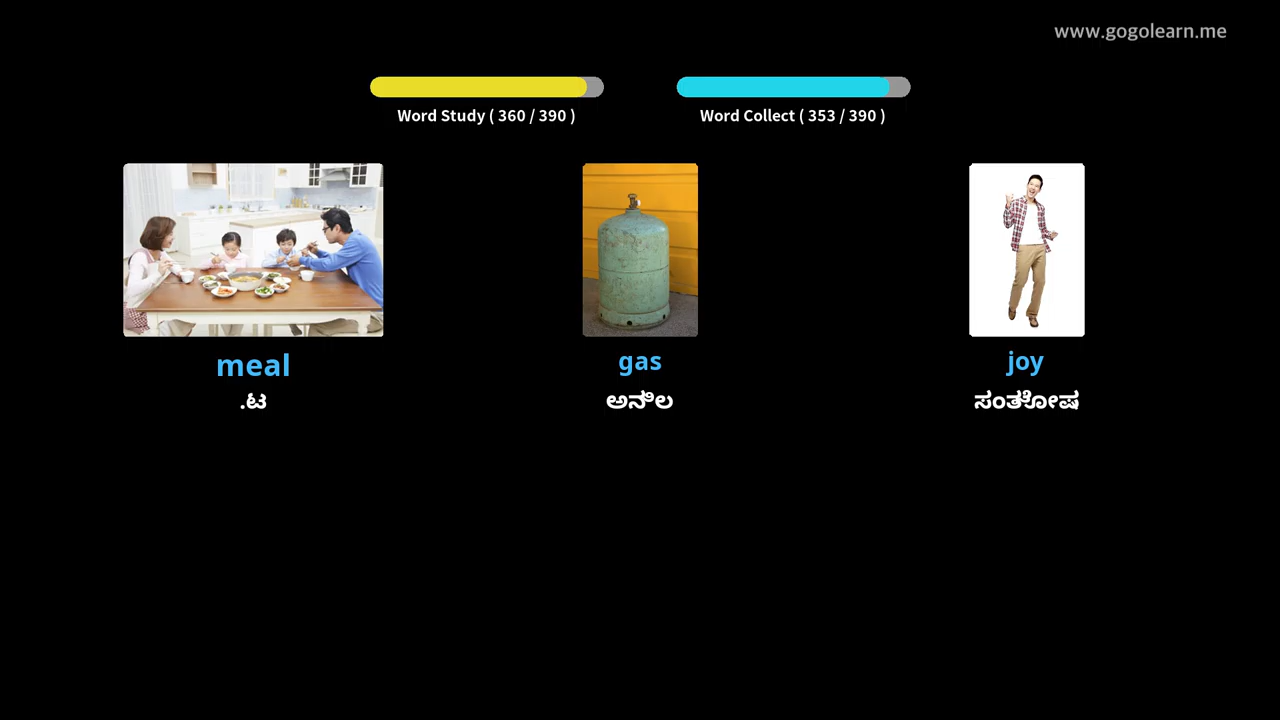 www.gogolearn.me
Word Study ( 360 / 390 )
Word Collect ( 353 / 390 )
meal
gas
joy
.ಟ
ಅನಿಲ
ಸಂತೋಷ